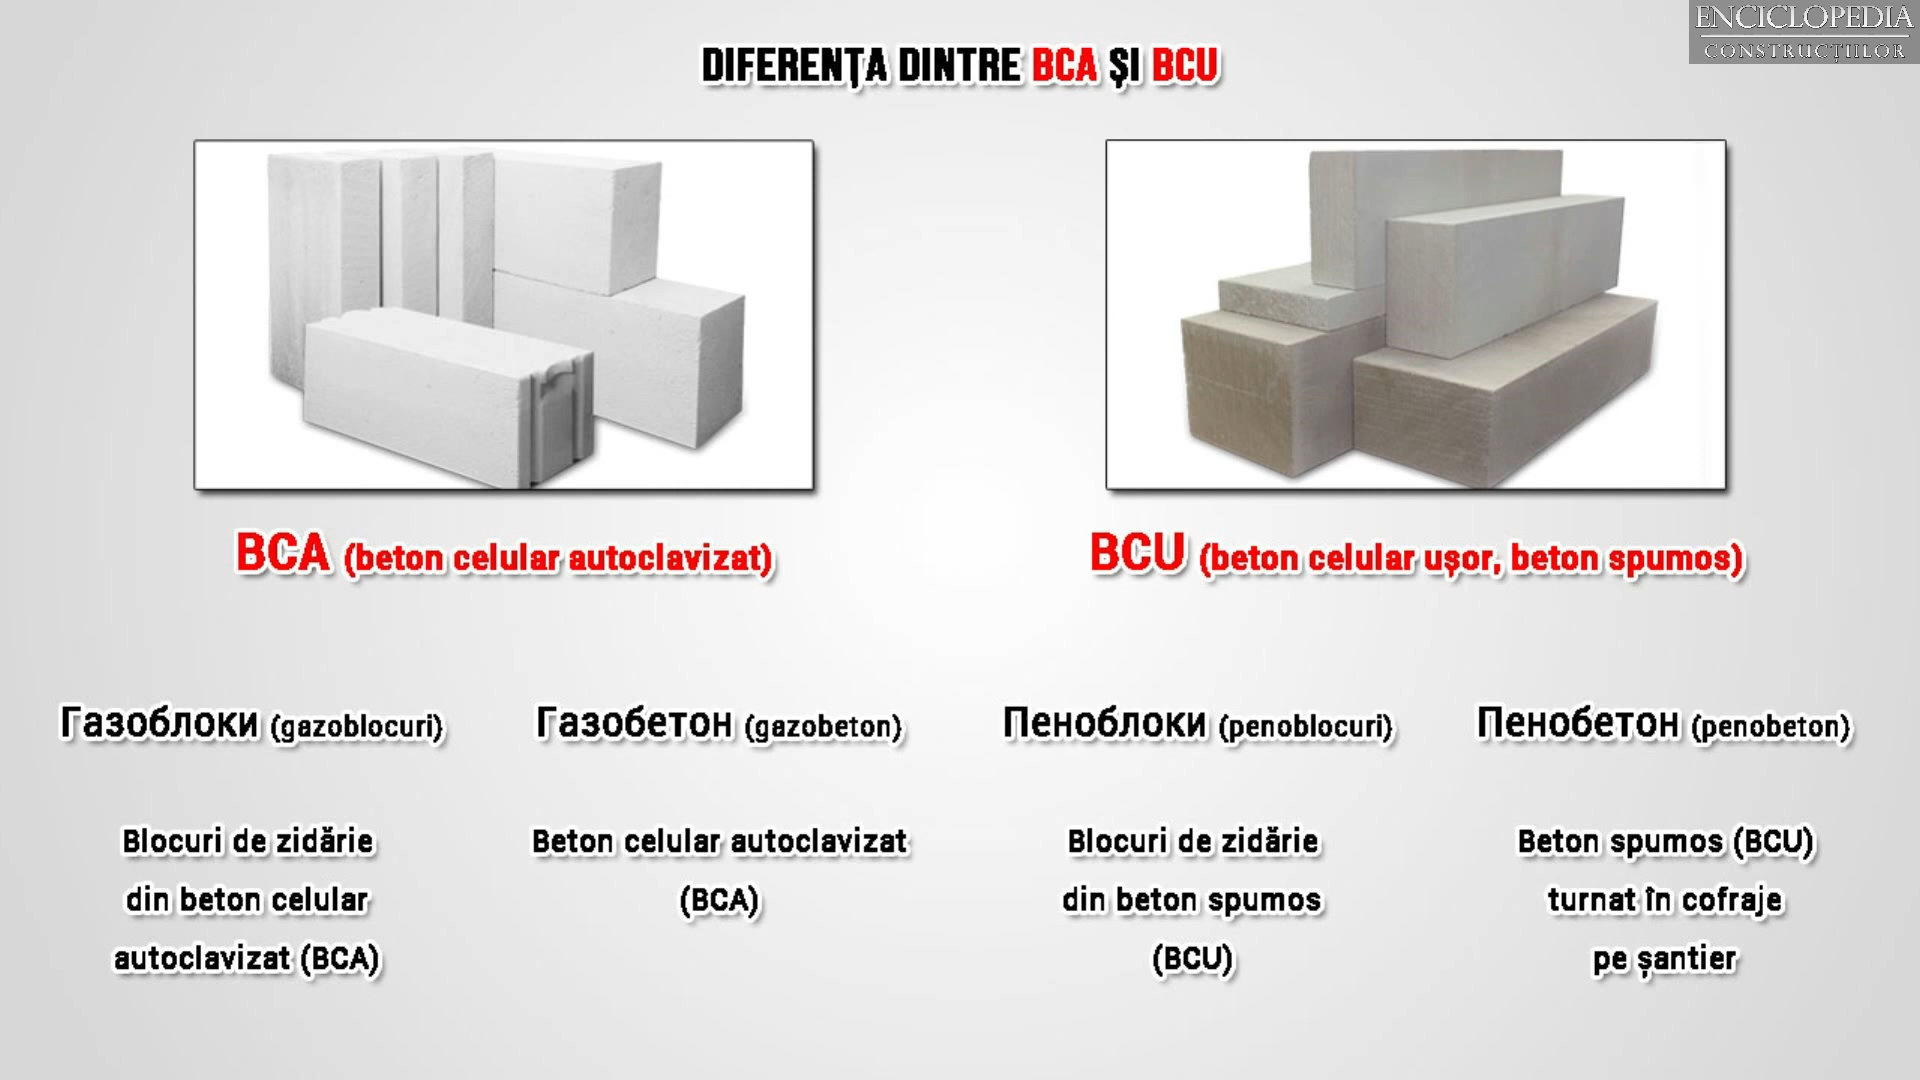 ENCICLOPEDIA
CONSTRUCȚIILOR
DIFERENȚA DINTRE BCA ȘI BCU
BCA (beton celular autoclavizat)
BCU (beton celular ușor, beton spumos)
Газоблоки (gazoblocuri)
Газобетон (gazobeton)
Пеноблоки (penoblocuri)
Пенобетон (penobeton)
Blocuri de zidărie
din beton celular
autoclavizat (BCA)
Beton celular autoclavizat
(BCA)
Blocuri de zidărie
din beton spumos
(BCU)
Beton spumos (BCU)
turnat în cofraje
pe șantier